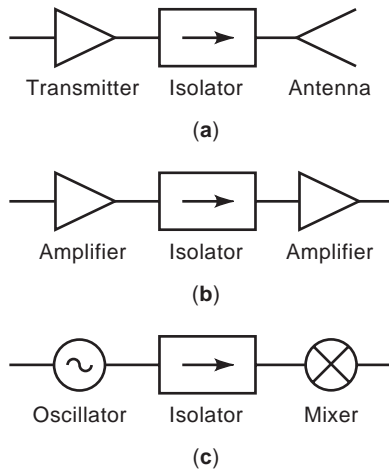 Transmitter Isolator Antenna
(a)
Amplifier Isolator Amplifier
(b)
Oscillator Isolator Mixer
(c)